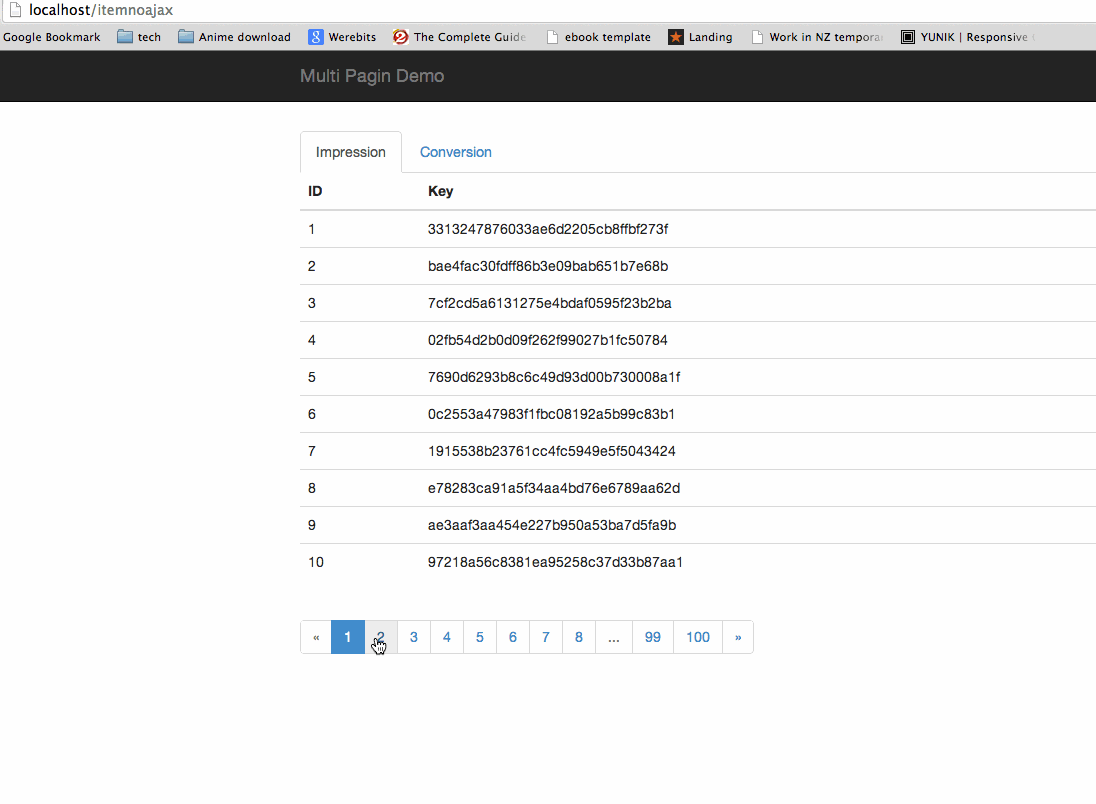 localhost/itemnoajax
Google Bookmark tech Anime download Werebits The Complete Guide ebook template Landing Work in NZ tempora YUNIK | Responsive
Multi Pagin Demo
Impression Conversion
ID Key
1 3313247876033ae6d2205cb8ffbf273f
2 bae4fac30fdff86b3e09bab651b7e68b
3 7cf2cd5a6131275e4bdaf0595f23b2ba
4 02fb54d2b0d09f262f99027b1fc50784
5 7690d6293b8c6c49d93d00b730008a1f
6 0c2553a47983f1fbc08192a5b99c83b1
7 1915538b23761cc4fc5949e5f5043424
8 e78283ca91a5f34aa4bd76e6789aa62d
9 ae3aaf3aa454e227b950a53ba7d5fa9b
10 97218a56c8381ea95258c37d33b87aa1
« 1 2 3 4 5 6 7 8 ... 99 100 »